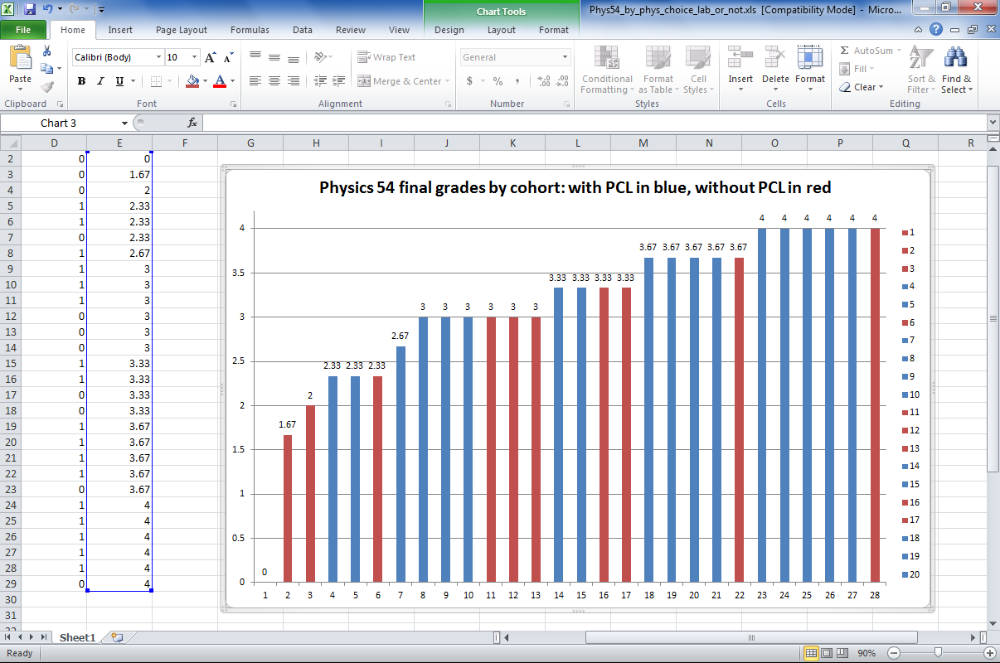 Chart Tools
Phys54_by_phys_choice_lab_or_not.xls [Compatibility Mode] - Micro...
File Home Insert Page Layout Formulas Data Review View Design Layout Format
Calibri (Body) 10 A A Wrap Text General AutoSum
Paste B I U A Merge & Center $ % , .0 .00 .00 .0 Conditional Formatting Format as Table Cell Styles Insert Delete Format Fill Clear Sort & Filter Find & Select
Clipboard Font Alignment Number Styles Cells Editing
Chart 3 fx
D E F G H I J K L M N O P Q R
2 0 0
3 0 1.67
4 0 2
5 1 2.33
6 1 2.33
7 0 2.33
8 1 2.67
9 1 3
10 1 3
11 1 3
12 0 3
13 0 3
14 0 3
15 1 3.33
16 1 3.33
17 0 3.33
18 0 3.33
19 1 3.67
20 1 3.67
21 1 3.67
22 1 3.67
23 0 3.67
24 1 4
25 1 4
26 1 4
27 1 4
28 1 4
29 0 4
30
31
Physics 54 final grades by cohort: with PCL in blue, without PCL in red
4
3.5
3
2.5
2
1.5
1
0.5
0
0 1.67 2 2.33 2.33 2.33 2.67 3 3 3 3 3 3 3.33 3.33 3.33 3.33 3.67 3.67 3.67 3.67 3.67 4 4 4 4 4 4
1 2 3 4 5 6 7 8 9 10 11 12 13 14 15 16 17 18 19 20 21 22 23 24 25 26 27 28
1
2
3
4
5
6
7
8
9
10
11
12
13
14
15
16
17
18
19
20
Sheet1
Ready 90%